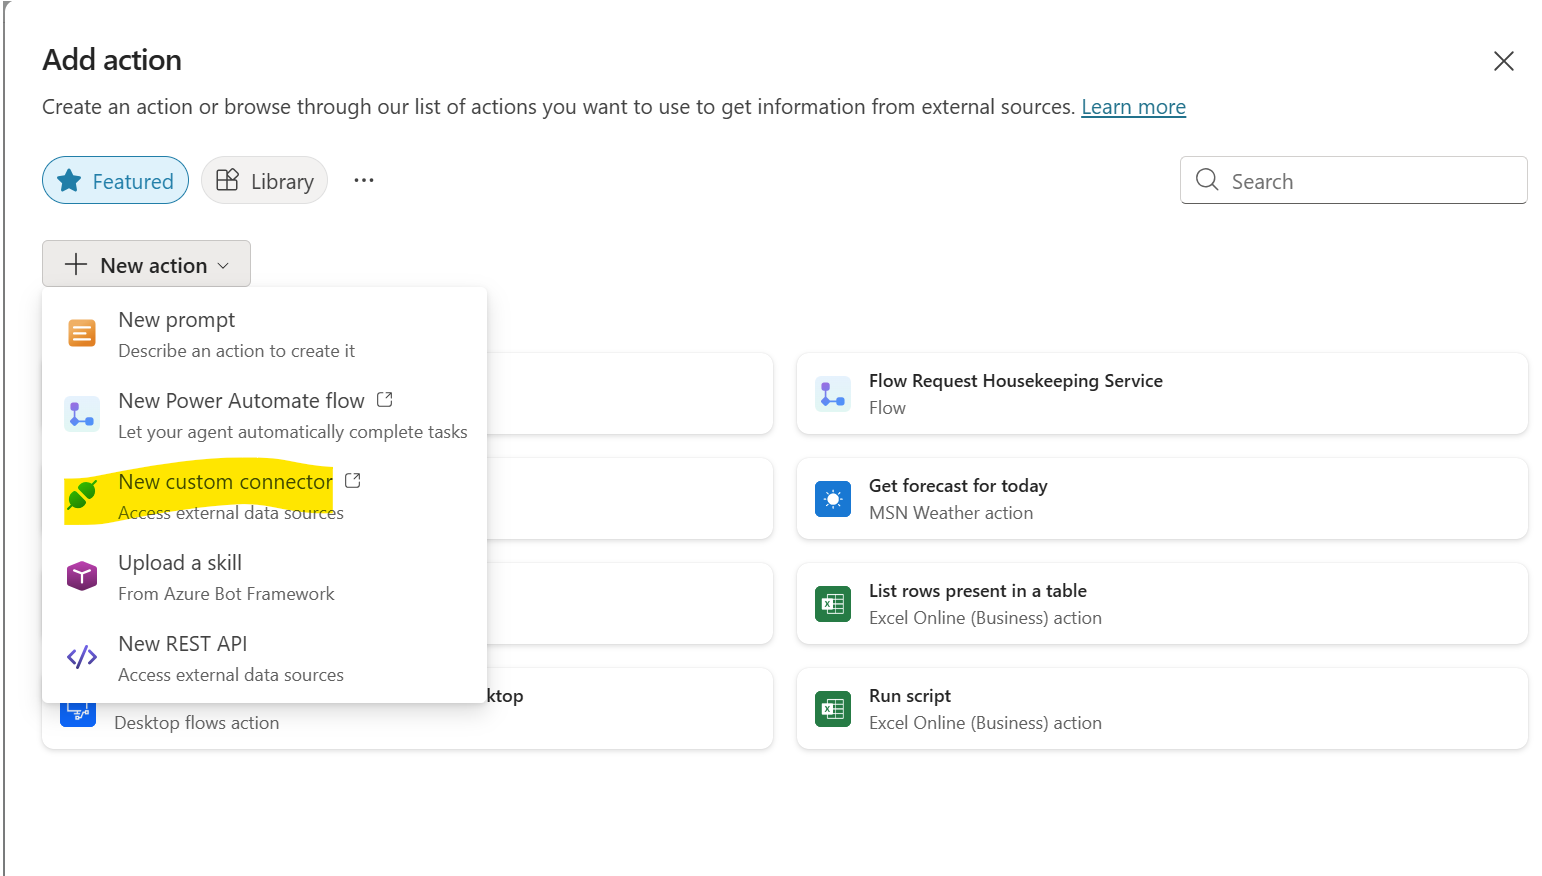 Add action
Create an action or browse through our list of actions you want to use to get information from external sources. Learn more
Featured
Library
Search
New action
New prompt
Describe an action to create it
New Power Automate flow
Let your agent automatically complete tasks
New custom connector
Access external data sources
Upload a skill
From Azure Bot Framework
New REST API
Access external data sources
ktop
Desktop flows action
Flow Request Housekeeping Service
Flow
Get forecast for today
MSN Weather action
List rows present in a table
Excel Online (Business) action
Run script
Excel Online (Business) action